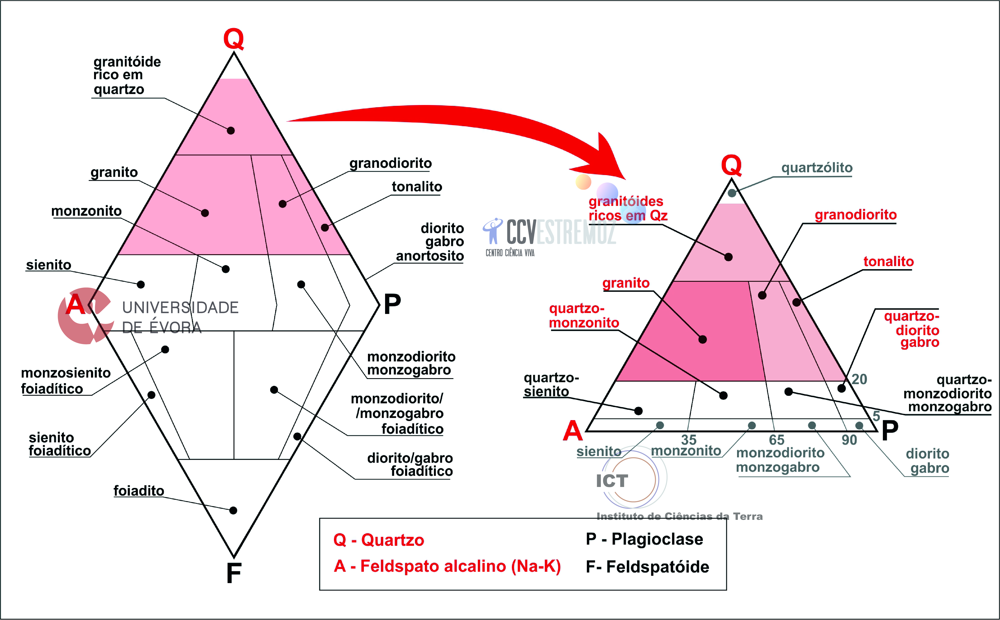 Q
granitóide
rico em
quartzo
granito
monzonito
sienito
A
granodiorito
tonalito
diorito
gabro
anortosito
P
UNIVERSIDADE
DE ÉVORA
monzosienito
foiadítico
sienito
foiadítico
foiadito
monzodiorito
monzogabro
monzodiorito/
/monzogabro
foiadítico
diorito/gabro
foiadítico
F
CCVESTREMOZ
CENTRO CIÊNCIA VIVA
Q
quartzólito
granitóides
ricos em Qz
granodiorito
tonalito
granito
quartzo-
monzonito
quartzo-
diorito
gabro
quartzo-
sienito
20
quartzo-
monzodiorito
monzogabro
5
A
P
35
65
90
sienito
monzonito
monzodiorito
monzogabro
diorito
gabro
ICT
Instituto de Ciências da Terra
Q - Quartzo
P - Plagioclase
A - Feldspato alcalino (Na-K)
F- Feldspatóide